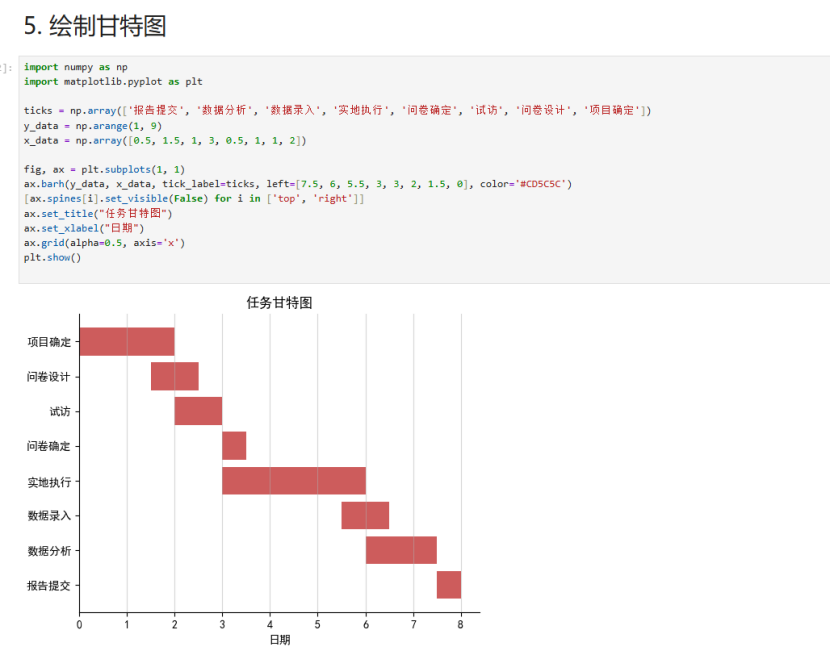 5. 绘制甘特图
]:
import numpy as np
import matplotlib.pyplot as plt
ticks = np.array(['报告提交', '数据分析', '数据录入', '实地执行', '问卷确定', '试访', '问卷设计', '项目确定'])
y_data = np.arange(1, 9)
x_data = np.array([0.5, 1.5, 1, 3, 0.5, 1, 1, 2])
fig, ax = plt.subplots(1, 1)
ax.barh(y_data, x_data, tick_label=ticks, left=[7.5, 6, 5.5, 3, 3, 2, 1.5, 0], color='#CD5C5C')
[ax.spines[i].set_visible(False) for i in ['top', 'right']]
ax.set_title("任务甘特图")
ax.set_xlabel("日期")
ax.grid(alpha=0.5, axis='x')
plt.show()
任务甘特图
项目确定
问卷设计
试访
问卷确定
实地执行
数据录入
数据分析
报告提交
0 1 2 3 4 5 6 7 8
日期